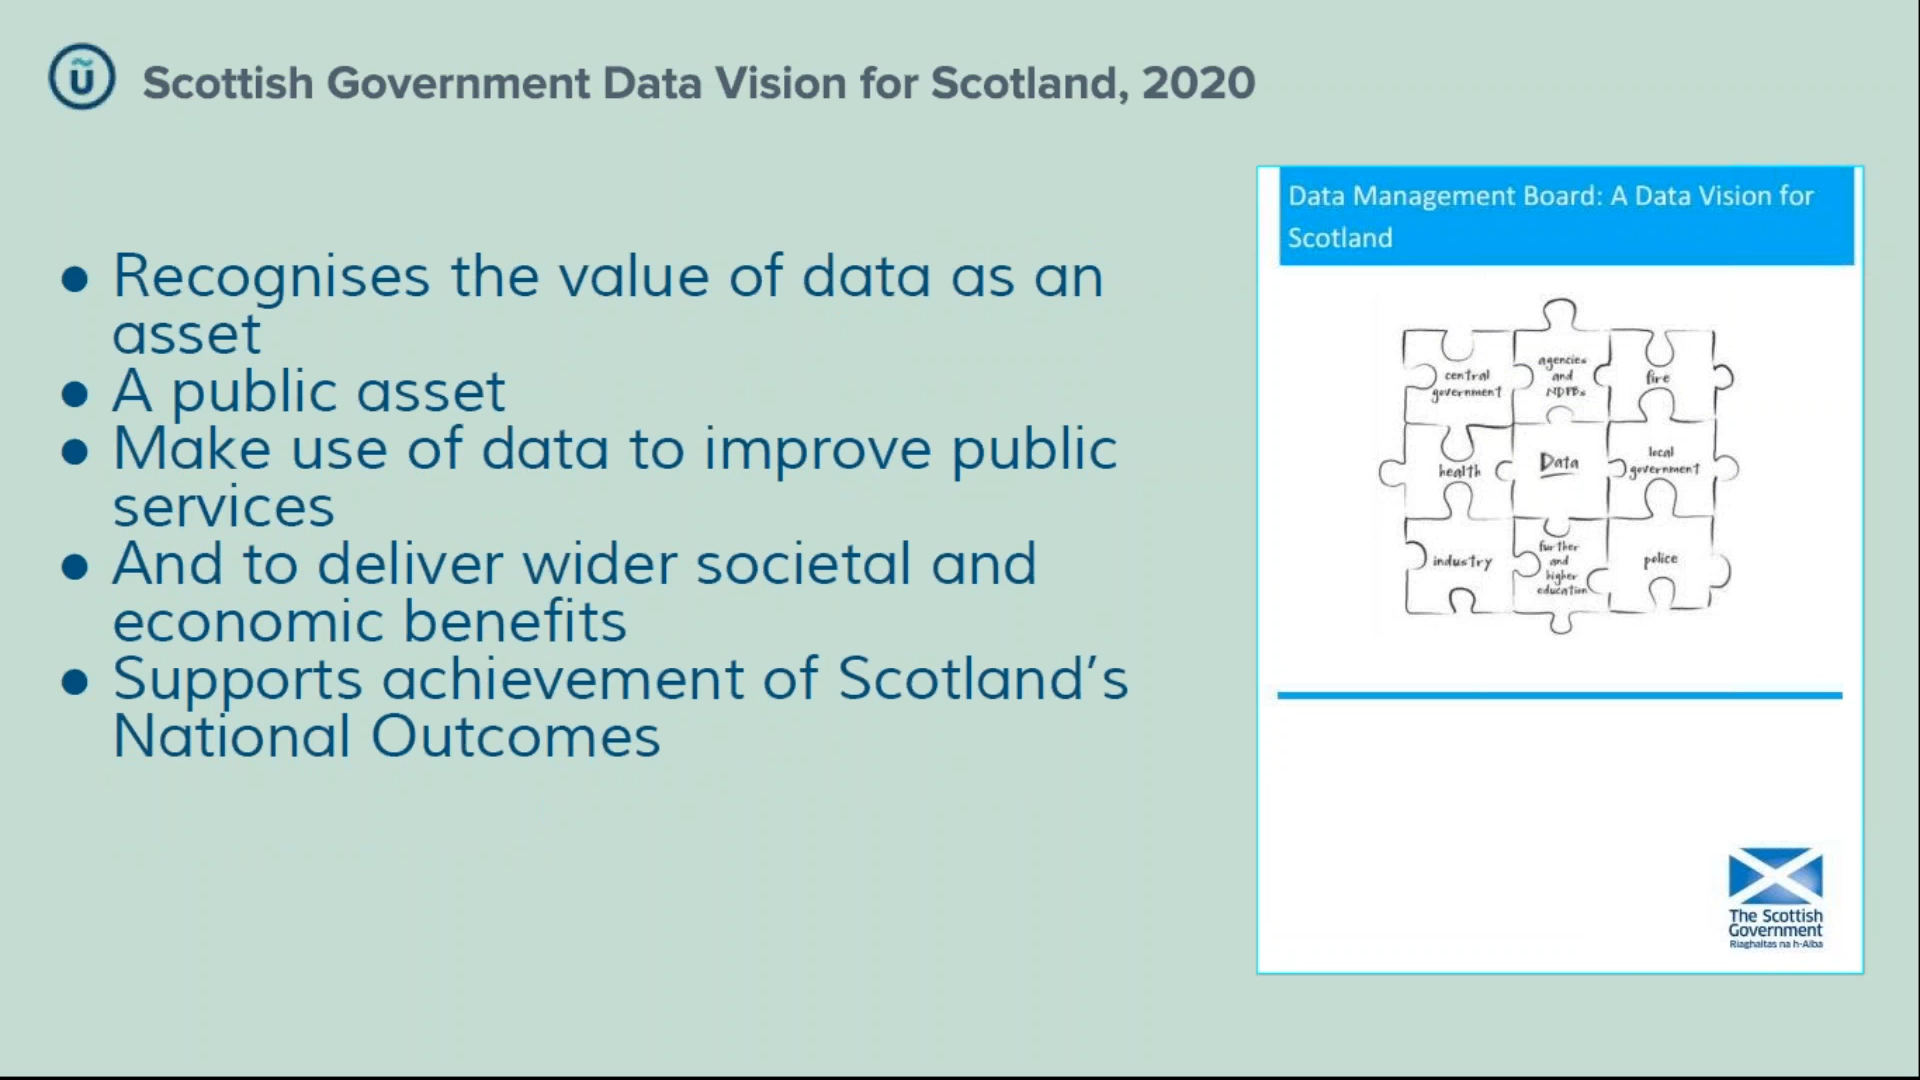 ũ
Scottish Government Data Vision for Scotland, 2020
● Recognises the value of data as an
asset
● A public asset
● Make use of data to improve public
services
● And to deliver wider societal and
economic benefits
● Supports achievement of Scotland’s
National Outcomes
Data Management Board: A Data Vision for
Scotland
central
government
agencies
and
NDPBs
fire
health
Data
local
government
industry
further
and
higher
education
police
The Scottish
Government
Riaghaltas na h-Alba